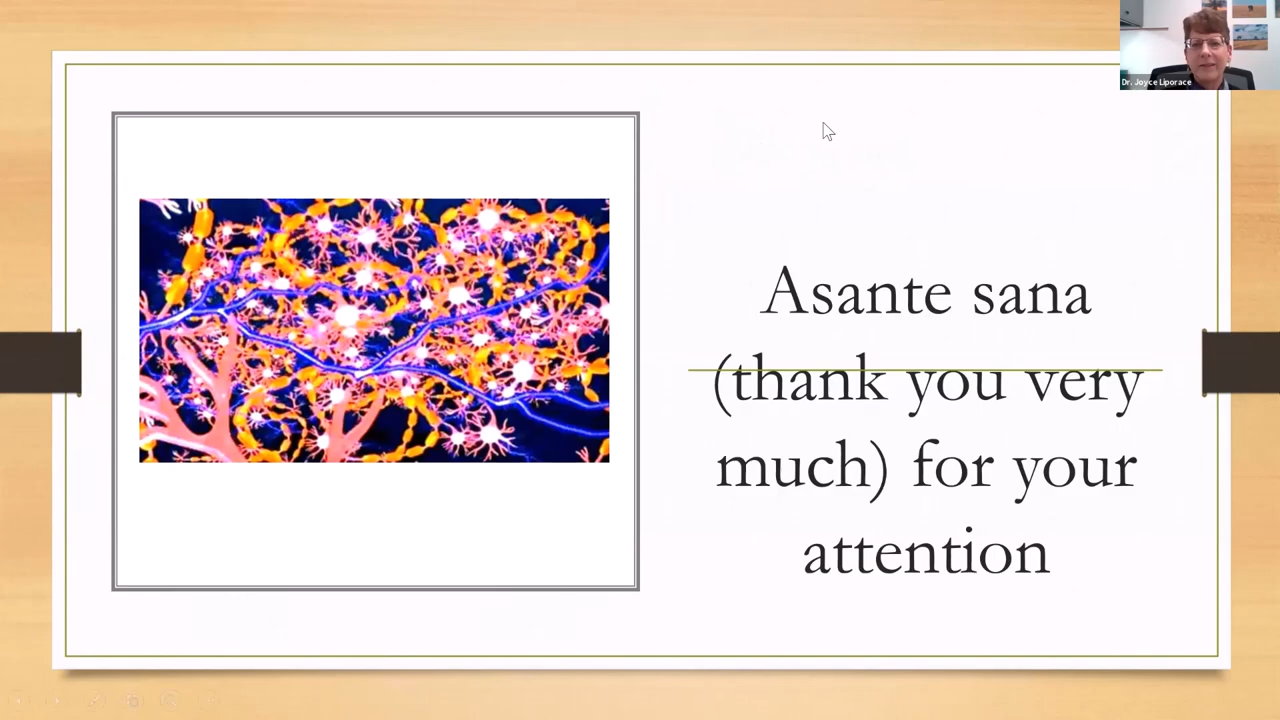 Dr. Joyce Liporace
Asante sana
(thank you very
much) for your
attention